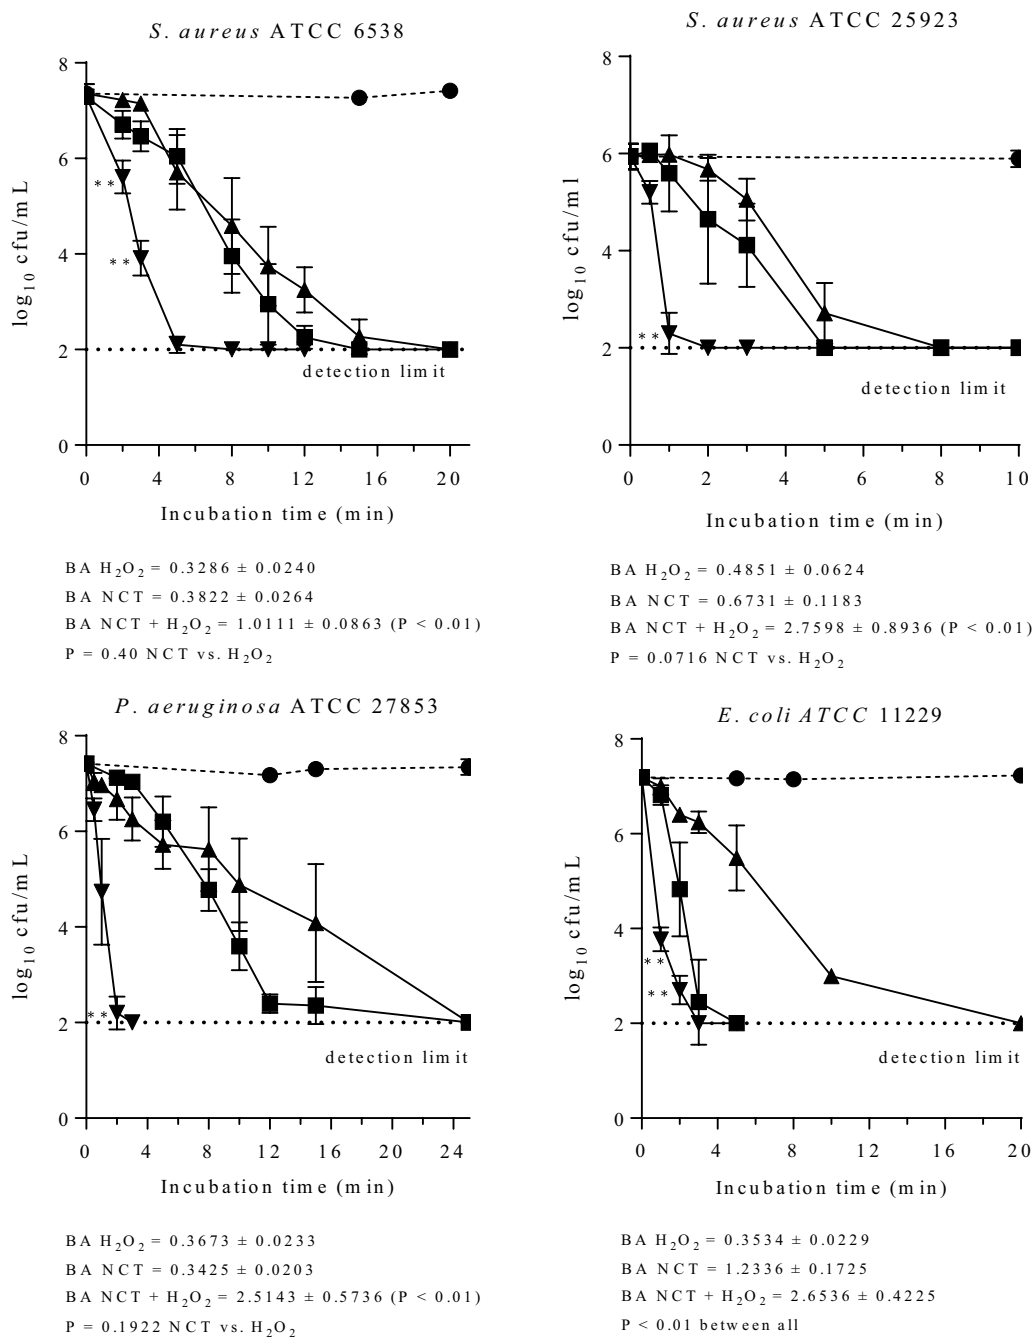 S. aureus ATCC 6538
8
6
4
2
0
log10 cfu/mL
**
**
detection limit
0 4 8 12 16 20
Incubation time (min)
BA H2O2 = 0.3286 ± 0.0240
BA NCT = 0.3822 ± 0.0264
BA NCT + H2O2 = 1.0111 ± 0.0863 (P < 0.01)
P = 0.40 NCT vs. H2O2
S. aureus ATCC 25923
8
6
4
2
0
log10 cfu/ml
**
detection limit
0 2 4 6 8 10
Incubation time (min)
BA H2O2 = 0.4851 ± 0.0624
BA NCT = 0.6731 ± 0.1183
BA NCT + H2O2 = 2.7598 ± 0.8936 (P < 0.01)
P = 0.0716 NCT vs. H2O2
P. aeruginosa ATCC 27853
8
6
4
2
0
log10 cfu/mL
**
detection limit
0 4 8 12 16 20 24
Incubation time (min)
BA H2O2 = 0.3673 ± 0.0233
BA NCT = 0.3425 ± 0.0203
BA NCT + H2O2 = 2.5143 ± 0.5736 (P < 0.01)
P = 0.1922 NCT vs. H2O2
E. coli ATCC 11229
8
6
4
2
0
log10 cfu/mL
**
**
detection limit
0 4 8 12 16 20
Incubation time (min)
BA H2O2 = 0.3534 ± 0.0229
BA NCT = 1.2336 ± 0.1725
BA NCT + H2O2 = 2.6536 ± 0.4225
P < 0.01 between all